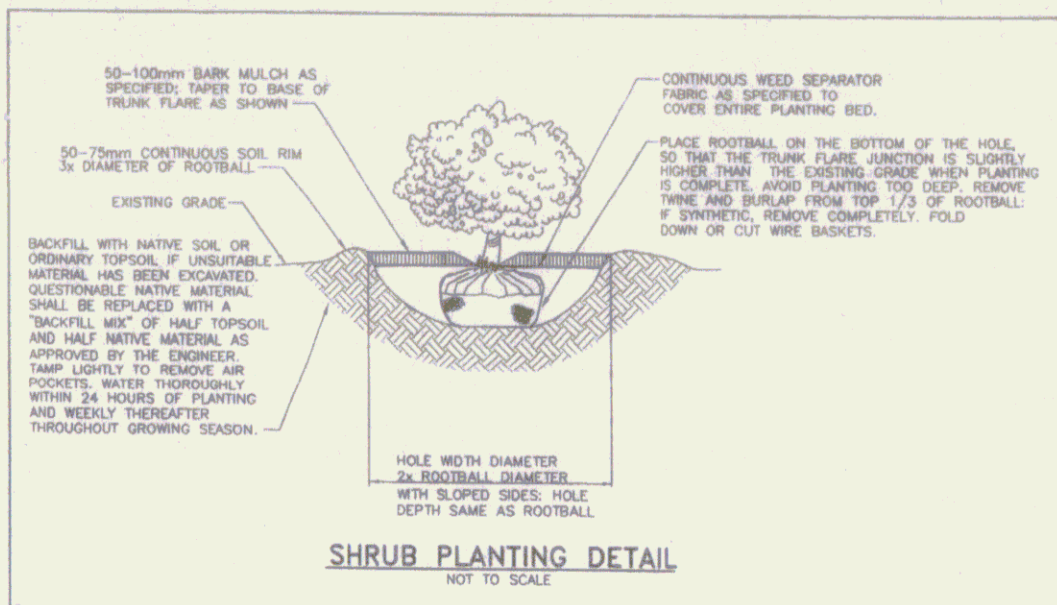 50-100mm BARK MULCH AS
SPECIFIED; TAPER TO BASE OF
TRUNK FLARE AS SHOWN
50-75mm CONTINUOUS SOIL RIM
3x DIAMETER OF ROOTBALL
EXISTING GRADE
BACKFILL WITH NATIVE SOIL OR
ORDINARY TOPSOIL IF UNSUITABLE
MATERIAL HAS BEEN EXCAVATED.
QUESTIONABLE NATIVE MATERIAL
SHALL BE REPLACED WITH A
"BACKFILL MIX" OF HALF TOPSOIL
AND HALF NATIVE MATERIAL AS
APPROVED BY THE ENGINEER.
TAMP LIGHTLY TO REMOVE AIR
POCKETS. WATER THOROUGHLY
WITHIN 24 HOURS OF PLANTING
AND WEEKLY THEREAFTER
THROUGHOUT GROWING SEASON.
CONTINUOUS WEED SEPARATOR
FABRIC AS SPECIFIED TO
COVER ENTIRE PLANTING BED.
PLACE ROOTBALL ON THE BOTTOM OF THE HOLE,
SO THAT THE TRUNK FLARE JUNCTION IS SLIGHTLY
HIGHER THAN THE EXISTING GRADE WHEN PLANTING
IS COMPLETE. AVOID PLANTING TOO DEEP. REMOVE
TWINE AND BURLAP FROM TOP 1/3 OF ROOTBALL:
IF SYNTHETIC, REMOVE COMPLETELY. FOLD
DOWN OR CUT WIRE BASKETS.
HOLE WIDTH DIAMETER
2x ROOTBALL DIAMETER
WITH SLOPED SIDES: HOLE
DEPTH SAME AS ROOTBALL
SHRUB PLANTING DETAIL
NOT TO SCALE